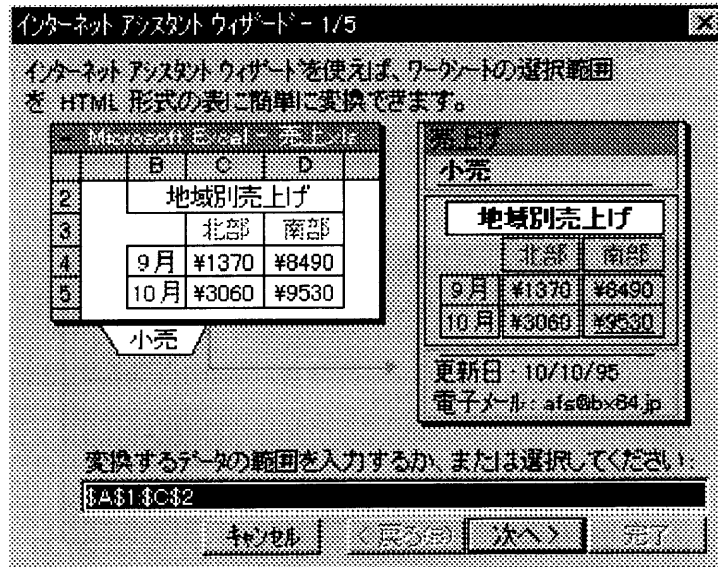 インターネット アシスタント ウィザード - 1/5
インターネット アシスタント ウィザードを使えば、ワークシートの選択範囲
を HTML 形式の表に簡単に変換できます。
Microsoft Excel - 売上.xls
B C D
2 地域別売上げ
3 北部 南部
4 9月 ¥1370 ¥8490
5 10月 ¥3060 ¥9530
小売
売上げ
小売
地域別売上げ
北部 南部
9月 ¥1370 ¥8490
10月 ¥3060 ¥9530
更新日 : 10/10/95
電子メール : afs@bx64.jp
変換するデータの範囲を入力するか、または選択してください:
$A$1:$C$2
キャンセル < 戻る(B) 次へ > 完了